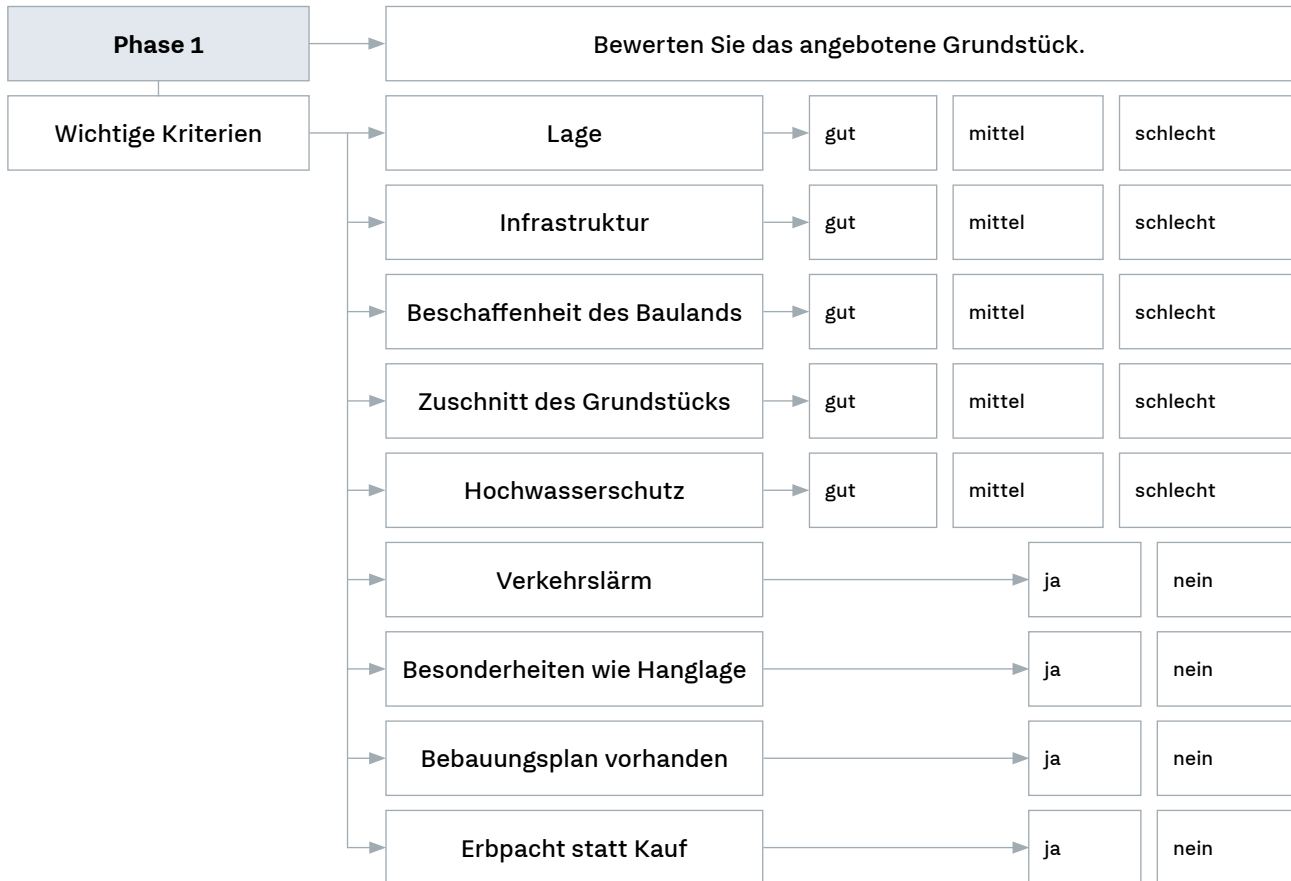 Phase 1
Bewerten Sie das angebotene Grundstück.
Wichtige Kriterien
Lage
gut
mittel
schlecht
Infrastruktur
gut
mittel
schlecht
Beschaffenheit des Baulands
gut
mittel
schlecht
Zuschnitt des Grundstücks
gut
mittel
schlecht
Hochwasserschutz
gut
mittel
schlecht
Verkehrslärm
ja
nein
Besonderheiten wie Hanglage
ja
nein
Bebauungsplan vorhanden
ja
nein
Erbpacht statt Kauf
ja
nein